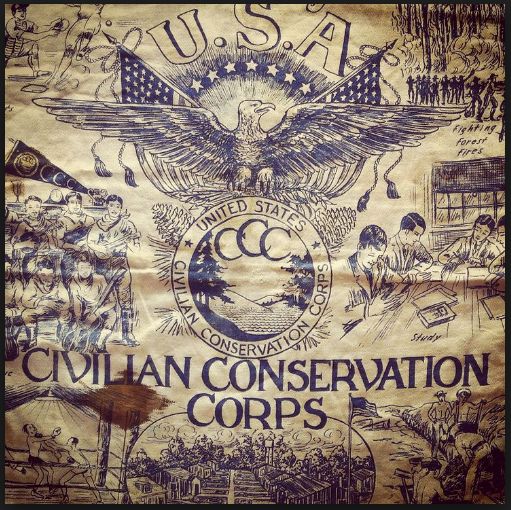 U.S.A
Fighting
Forest
Fires
UNITED STATES
CCC
CIVILIAN CONSERVATION CORPS
Study
CIVILIAN CONSERVATION
CORPS